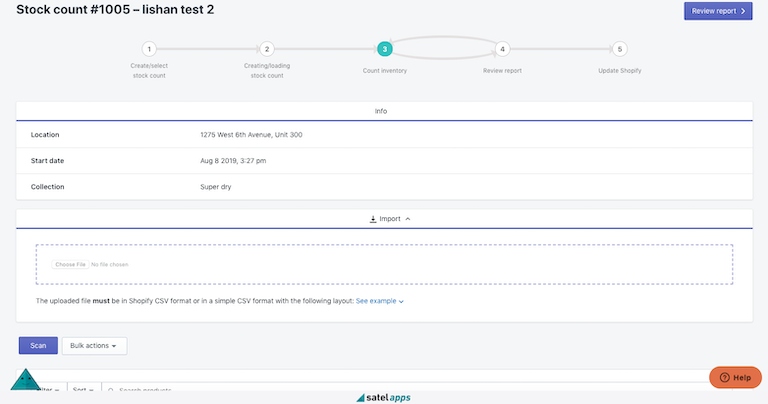 Stock count #1005 – lishan test 2
Review report
1
2
3
4
5
Create/select
stock count
Creating/loading
stock count
Count inventory
Review report
Update Shopify
Info
Location 1275 West 6th Avenue, Unit 300
Start date Aug 8 2019, 3:27 pm
Collection Super dry
Import
Choose File No file chosen
The uploaded file must be in Shopify CSV format or in a simple CSV format with the following layout: See example
Scan
Bulk actions
Sort
Search products
Help
satel apps